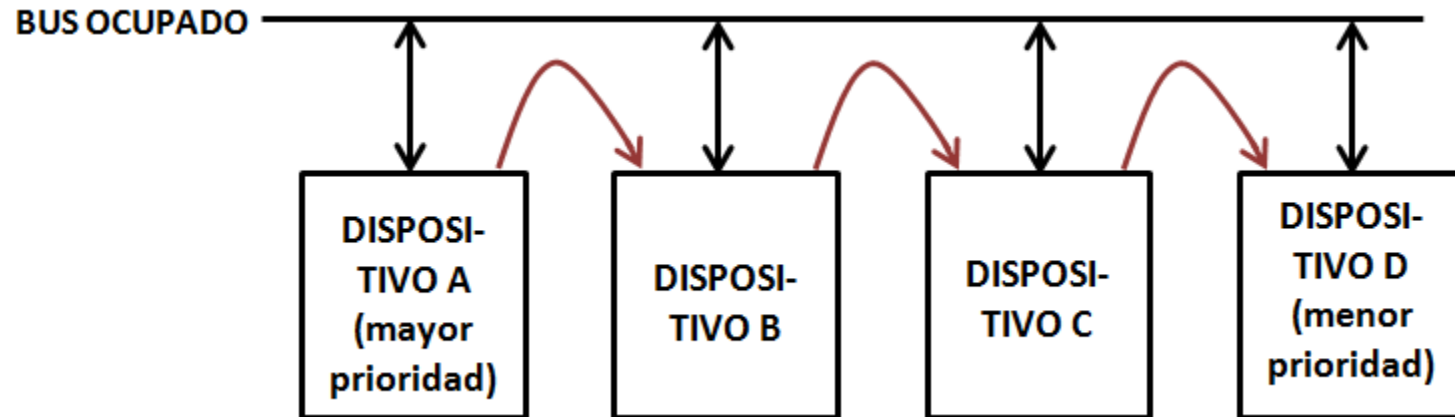 BUS OCUPADO
DISPOSI-
TIVO A
(mayor
prioridad)
DISPOSI-
TIVO B
DISPOSI-
TIVO C
DISPOSI-
TIVO D
(menor
prioridad)